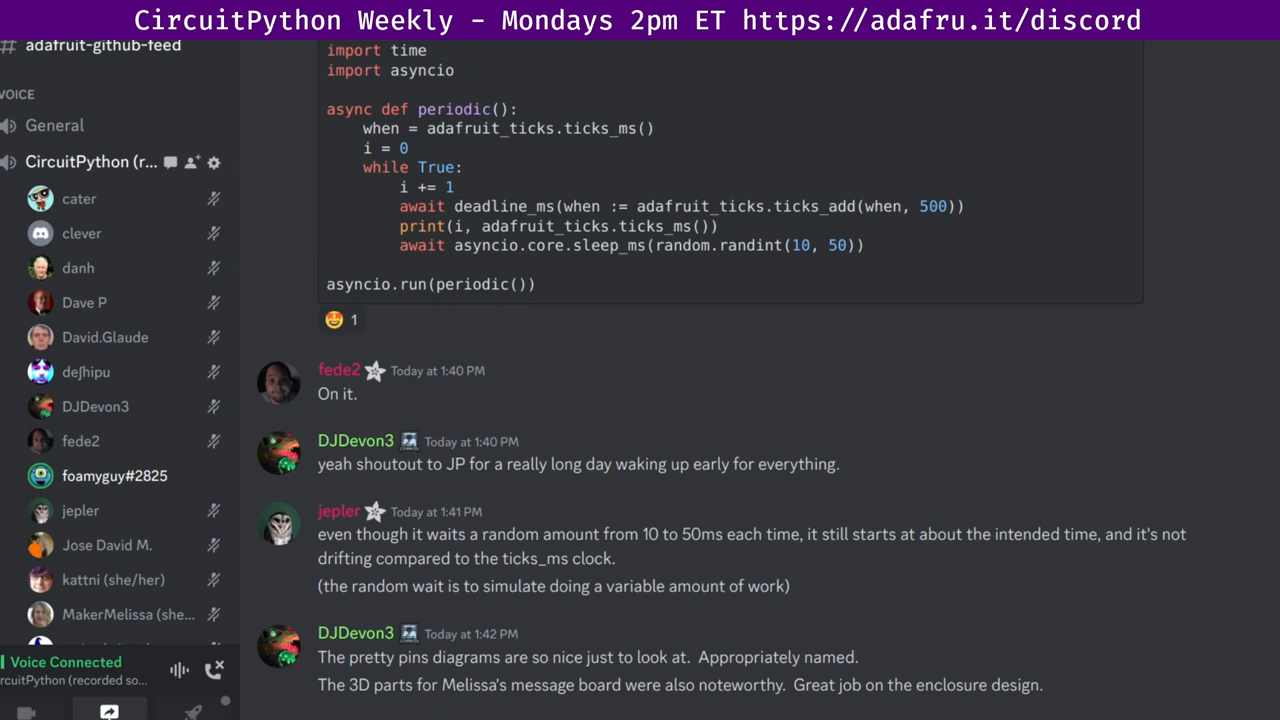 CircuitPython Weekly - Mondays 2pm ET https://adafru.it/discord
# adafruit-github-feed
VOICE
General
CircuitPython (r...
cater
clever
danh
Dave P
David.Glaude
deʃhipu
DJDevon3
fede2
foamyguy#2825
jepler
Jose David M.
kattni (she/her)
MakerMelissa (she...
Voice Connected
ircuitPython (recorded so...
import time
import asyncio
async def periodic():
when = adafruit_ticks.ticks_ms()
i = 0
while True:
i += 1
await deadline_ms(when := adafruit_ticks.ticks_add(when, 500))
print(i, adafruit_ticks.ticks_ms())
await asyncio.core.sleep_ms(random.randint(10, 50))
asyncio.run(periodic())
1
fede2 Today at 1:40 PM
On it.
DJDevon3 Today at 1:40 PM
yeah shoutout to JP for a really long day waking up early for everything.
jepler Today at 1:41 PM
even though it waits a random amount from 10 to 50ms each time, it still starts at about the intended time, and it's not
drifting compared to the ticks_ms clock.
(the random wait is to simulate doing a variable amount of work)
DJDevon3 Today at 1:42 PM
The pretty pins diagrams are so nice just to look at. Appropriately named.
The 3D parts for Melissa's message board were also noteworthy. Great job on the enclosure design.